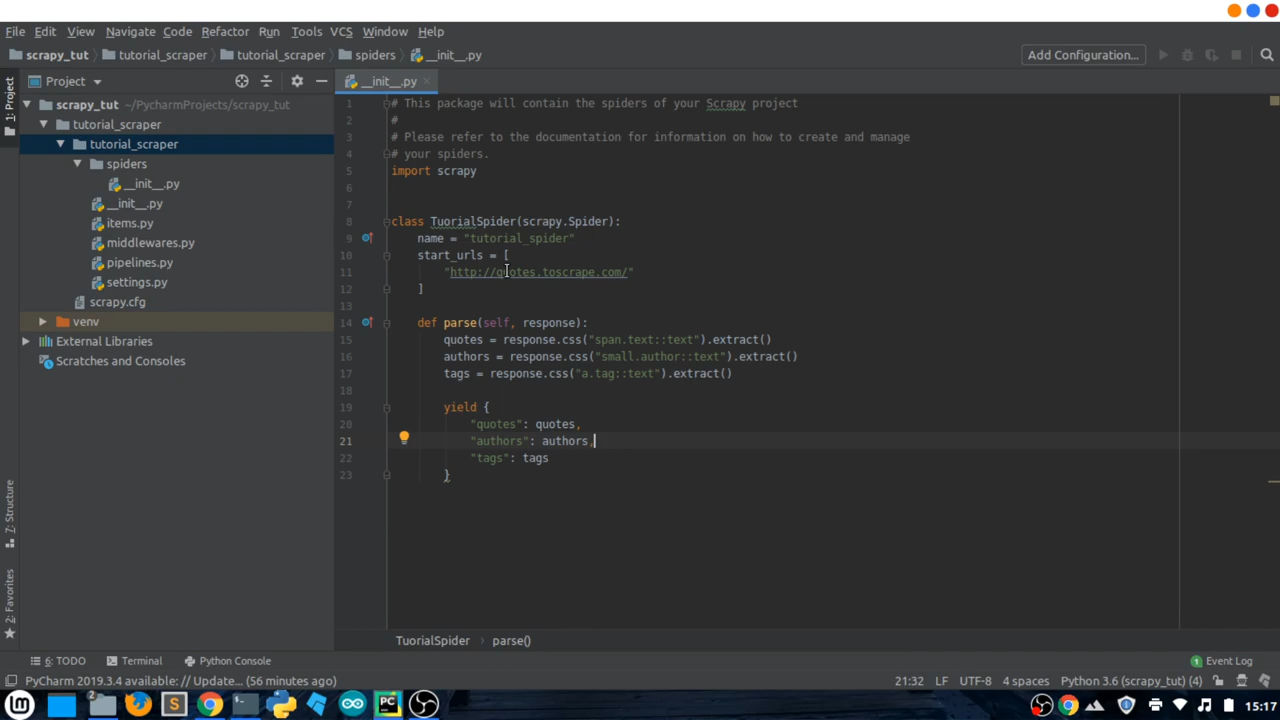 File Edit View Navigate Code Refactor Run Tools VCS Window Help
scrapy_tut tutorial_scraper tutorial_scraper spiders __init__.py Add Configuration...
Project __init__.py
1: Project
scrapy_tut ~/PycharmProjects/scrapy_tut
tutorial_scraper
tutorial_scraper
spiders
__init__.py
__init__.py
items.py
middlewares.py
pipelines.py
settings.py
scrapy.cfg
venv
External Libraries
Scratches and Consoles
7: Structure
2: Favorites
1 # This package will contain the spiders of your Scrapy project
2 #
3 # Please refer to the documentation for information on how to create and manage
4 # your spiders.
5 import scrapy
6
7
8 class TuorialSpider(scrapy.Spider):
9 name = "tutorial_spider"
10 start_urls = [
11 "http://quotes.toscrape.com/"
12 ]
13
14 def parse(self, response):
15 quotes = response.css("span.text::text").extract()
16 authors = response.css("small.author::text").extract()
17 tags = response.css("a.tag::text").extract()
18
19 yield {
20 "quotes": quotes,
21 "authors": authors,
22 "tags": tags
23 }
TuorialSpider parse()
6: TODO Terminal Python Console 1 Event Log
PyCharm 2019.3.4 available: // Update... (56 minutes ago) 21:32 LF UTF-8 4 spaces Python 3.6 (scrapy_tut) (4)
2 S PC 15:17